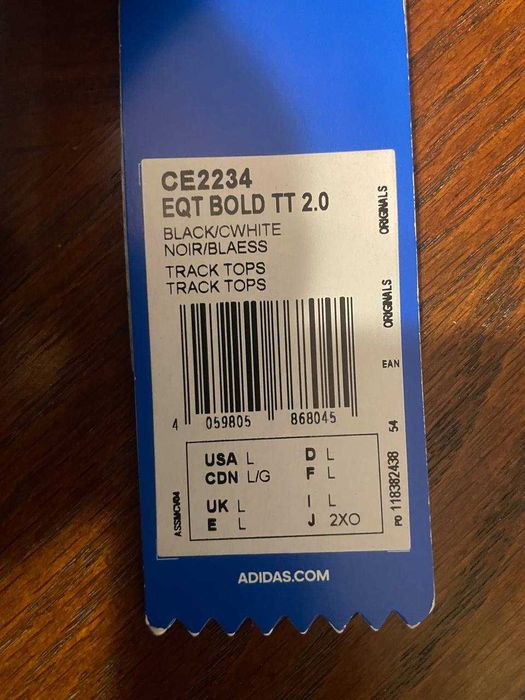 CE2234
EQT BOLD TT 2.0
BLACK/CWHITE
NOIR/BLAESS
TRACK TOPS
TRACK TOPS
4 059805 868045
USA L D L
CDN L/G F L
UK L I L
E L J 2XO
ASSMCV04
ORIGINALS
ORIGINALS
EAN
PO 118382438 54
ADIDAS.COM